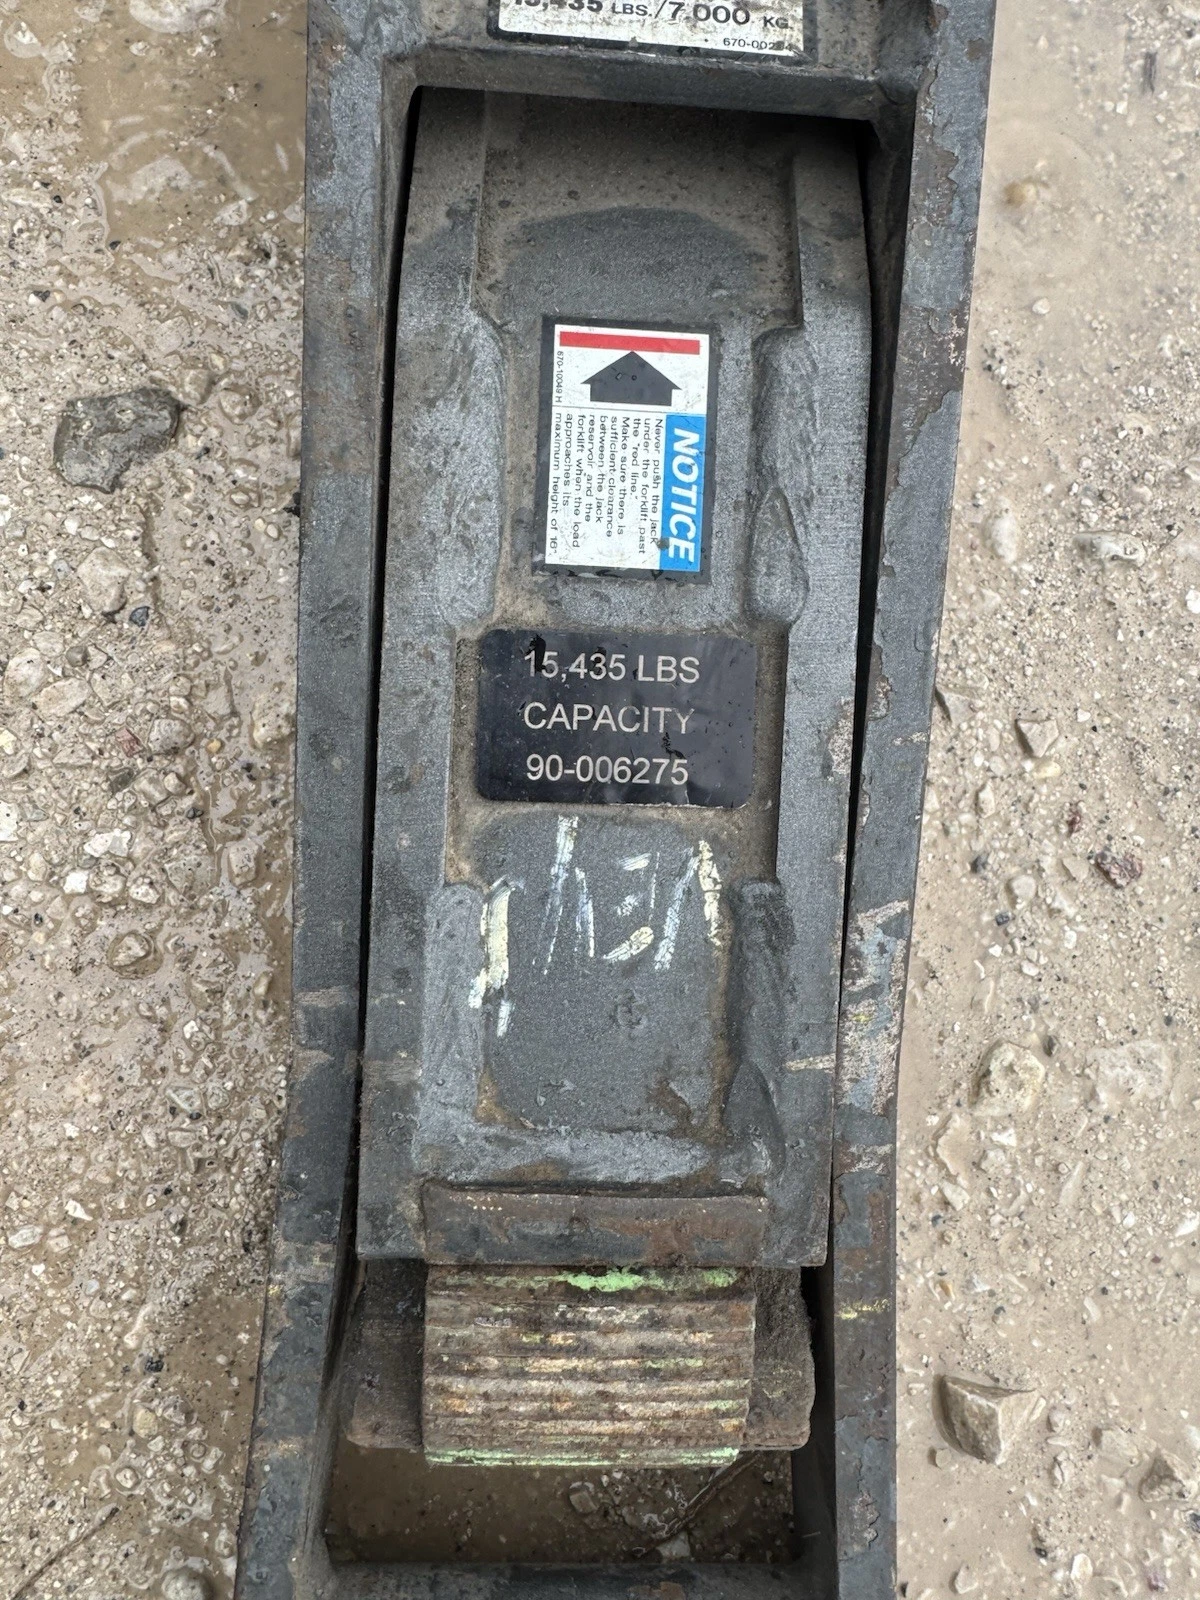 15,435 LBS./7,000 KG
NOTICE
Never push the jack
under the forklift past
the "red line."
Make sure there is
sufficient clearance
between the jack
reservoir and the
forklift when the load
approaches its
maximum height of 16".
670-10049 H
15,435 LBS
CAPACITY
90-006275